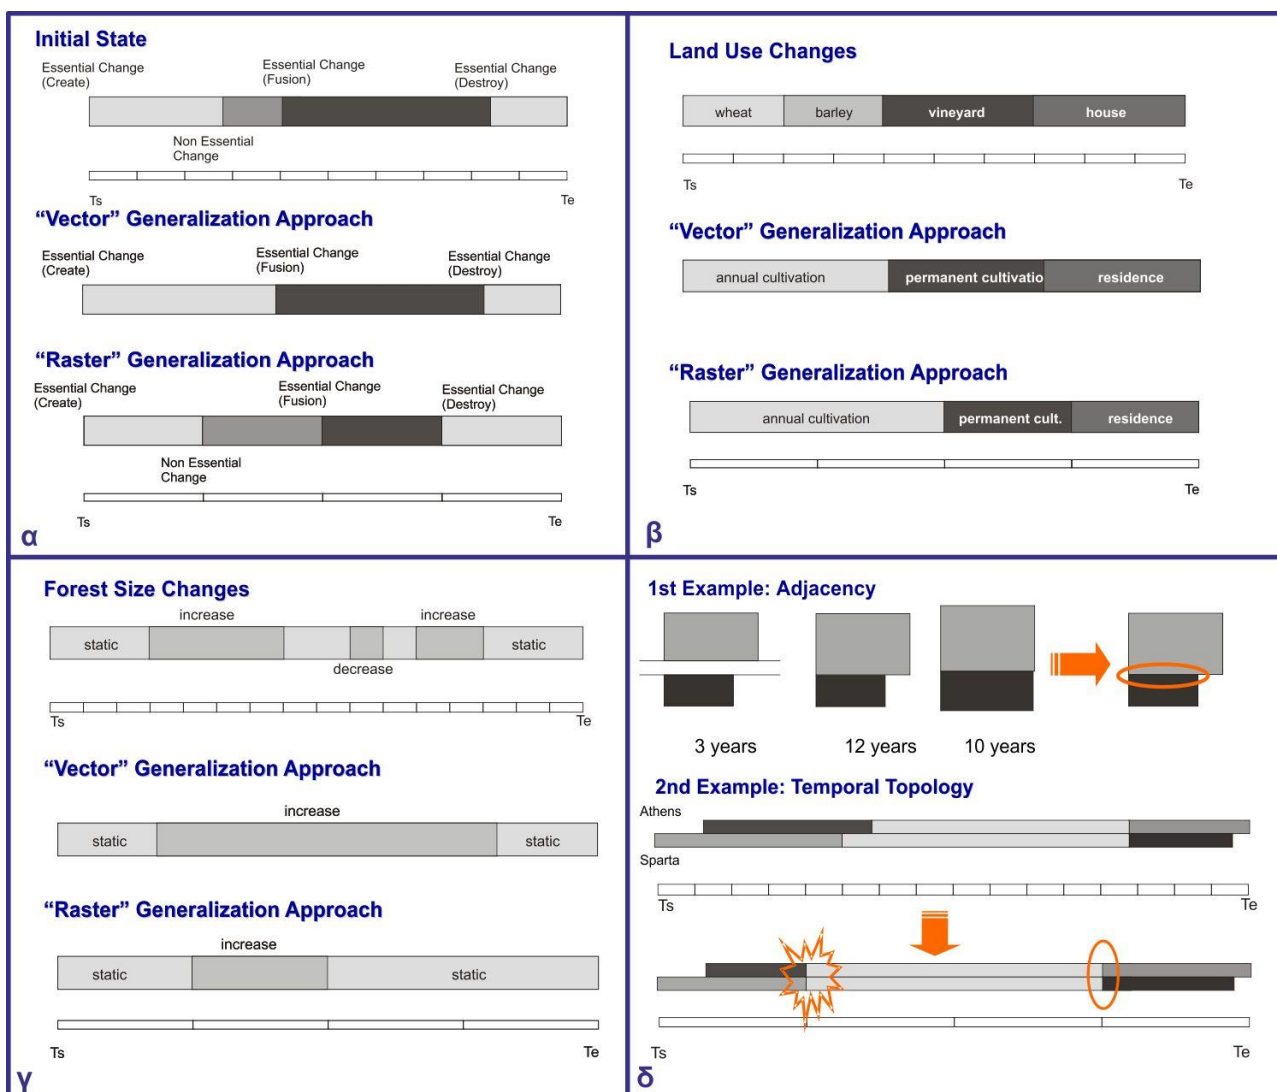 Initial State
Essential Change
(Create)
Essential Change
(Fusion)
Essential Change
(Destroy)
Non Essential
Change
Ts
Te
“Vector” Generalization Approach
Essential Change
(Create)
Essential Change
(Fusion)
Essential Change
(Destroy)
“Raster” Generalization Approach
Essential Change
(Create)
Essential Change
(Fusion)
Essential Change
(Destroy)
Non Essential
Change
Ts
Te
α
Land Use Changes
wheat
barley
vineyard
house
Ts
Te
“Vector” Generalization Approach
annual cultivation
permanent cultivatio
residence
“Raster” Generalization Approach
annual cultivation
permanent cult.
residence
Ts
Te
β
Forest Size Changes
increase
increase
static
static
decrease
Ts
Te
“Vector” Generalization Approach
increase
static
static
“Raster” Generalization Approach
increase
static
static
Ts
Te
γ
1st Example: Adjacency
3 years
12 years
10 years
2nd Example: Temporal Topology
Athens
Sparta
Ts
Te
Ts
Te
δ